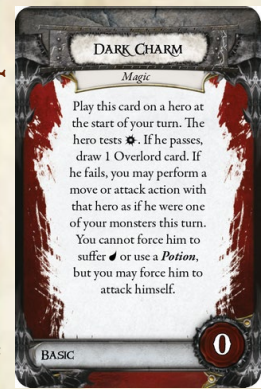 DARK CHARM
Magic
Play this card on a hero at
the start of your turn. The
hero tests . If he passes,
draw 1 Overlord card. If
he fails, you may perform a
move or attack action with
that hero as if he were one
of your monsters this turn.
You cannot force him to
suffer or use a Potion,
but you may force him to
attack himself.
BASIC
0